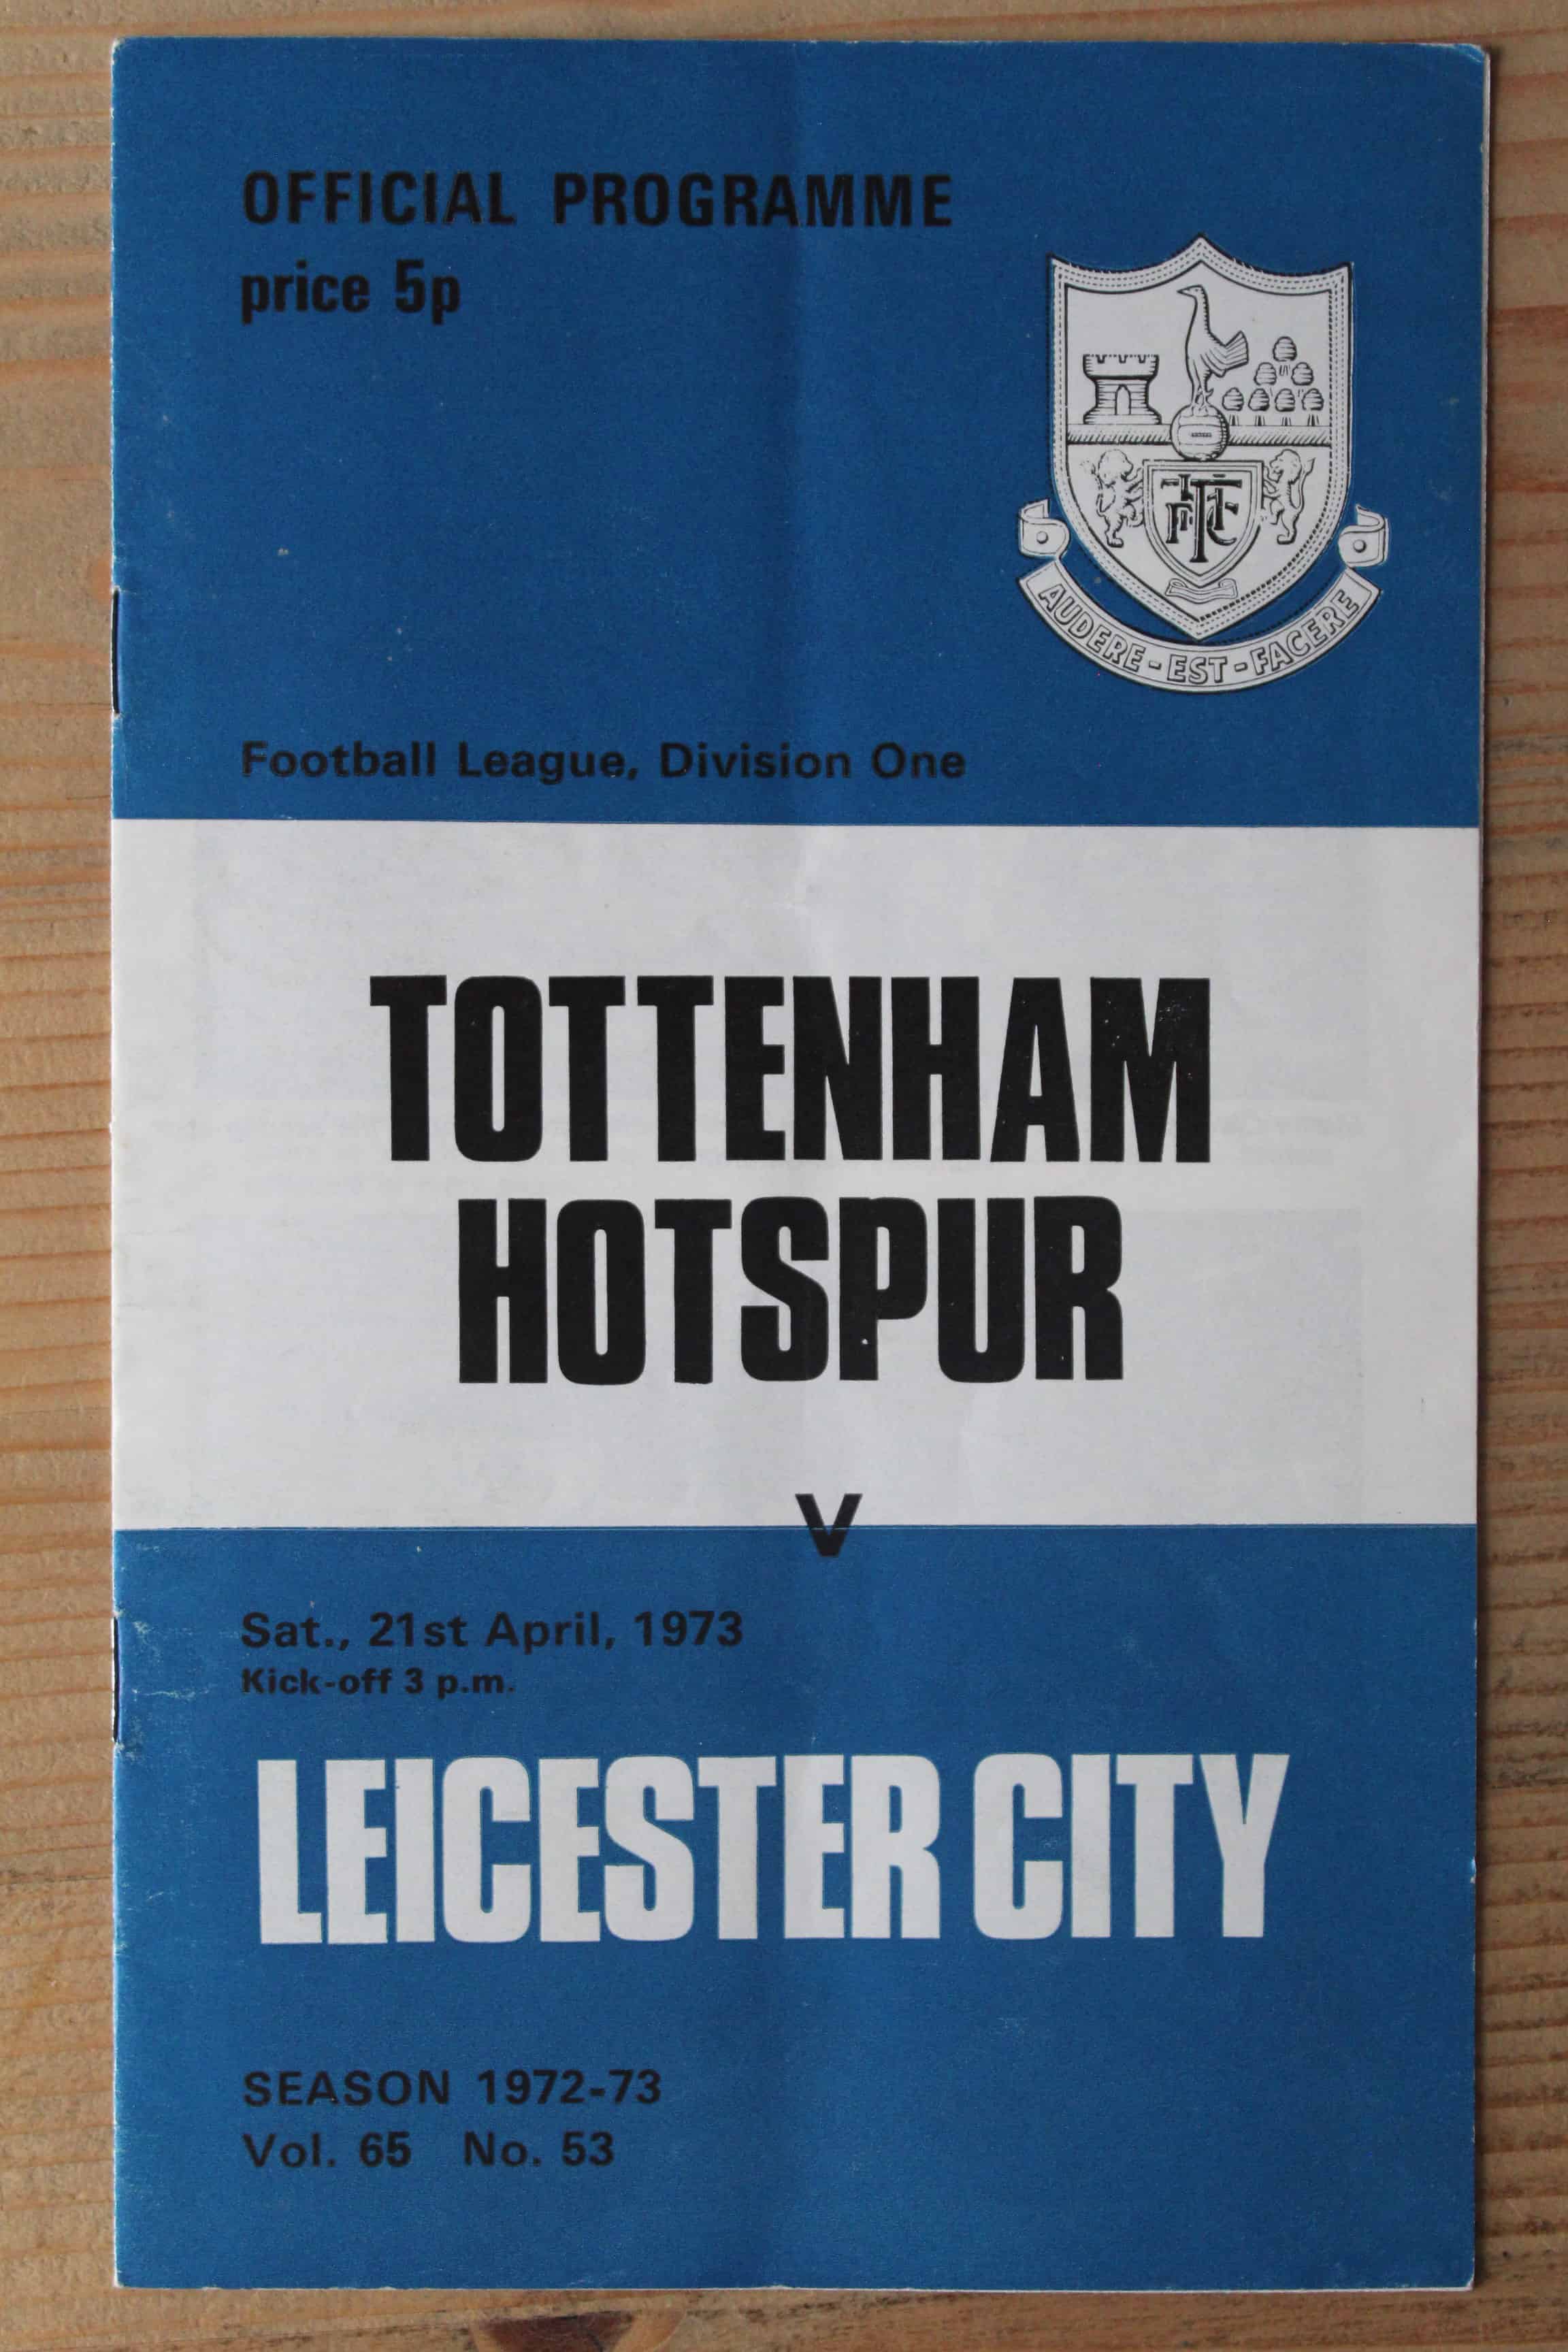 OFFICIAL PROGRAMME
price 5p
AUDERE-EST-FACERE
Football League, Division One
TOTTENHAM
HOTSPUR
v
Sat., 21st April, 1973
Kick-off 3 p.m.
LEICESTER CITY
SEASON 1972-73
Vol. 65 No. 53